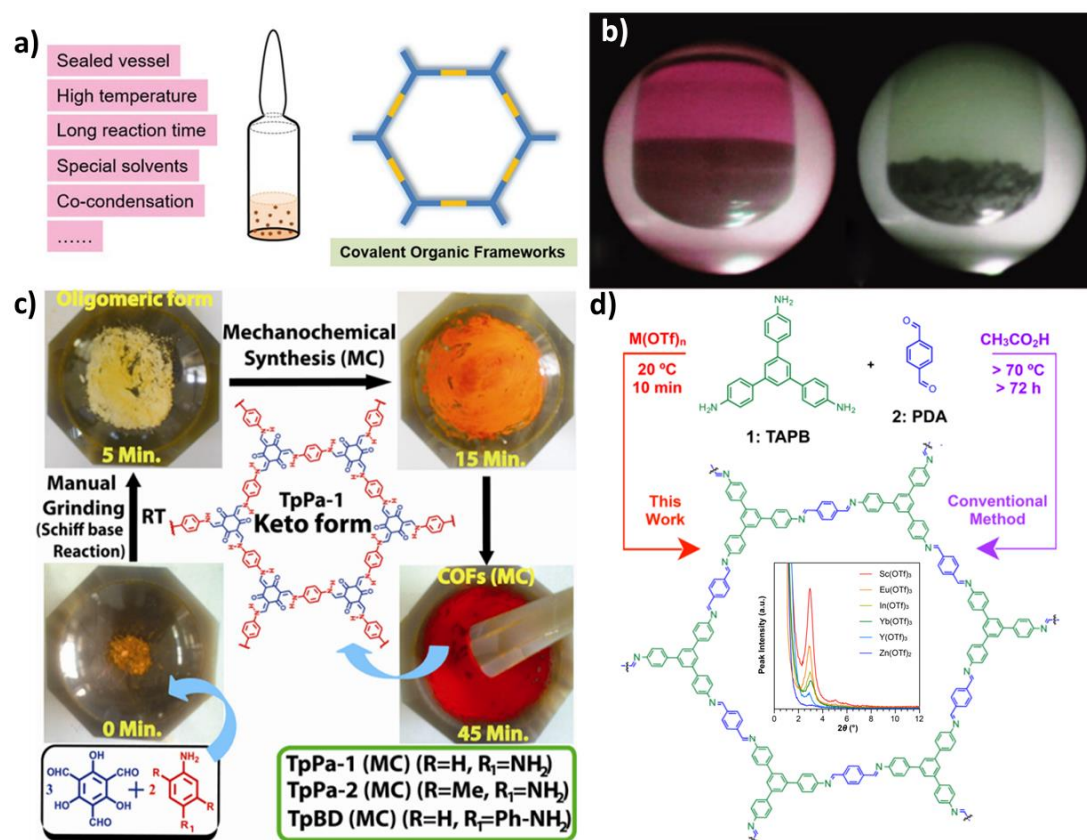 a)
Sealed vessel
High temperature
Long reaction time
Special solvents
Co-condensation
......
Covalent Organic Frameworks
b)
c)
Oligomeric form
5 Min.
Mechanochemical
Synthesis (MC)
15 Min.
Manual
Grinding
(Schiff base
Reaction)
RT
TpPa-1
Keto form
0 Min.
COFs (MC)
45 Min.
3
OHC
OH
CHO
HO
OH
CHO
+
2
NH₂
R
R
R₁
TpPa-1 (MC) (R=H, R₁=NH₂)
TpPa-2 (MC) (R=Me, R₁=NH₂)
TpBD (MC) (R=H, R₁=Ph-NH₂)
d)
M(OTf)n
20 ºC
10 min
NH₂
H₂N
NH₂
1: TAPB
+
O
O
2: PDA
CH₃CO₂H
> 70 ºC
> 72 h
This
Work
Conventional
Method
Peak Intensity (a.u.)
Sc(OTf)₃
Eu(OTf)₃
In(OTf)₃
Yb(OTf)₃
Y(OTf)₃
Zn(OTf)₂
0 2 4 6 8 10 12
2θ (°)